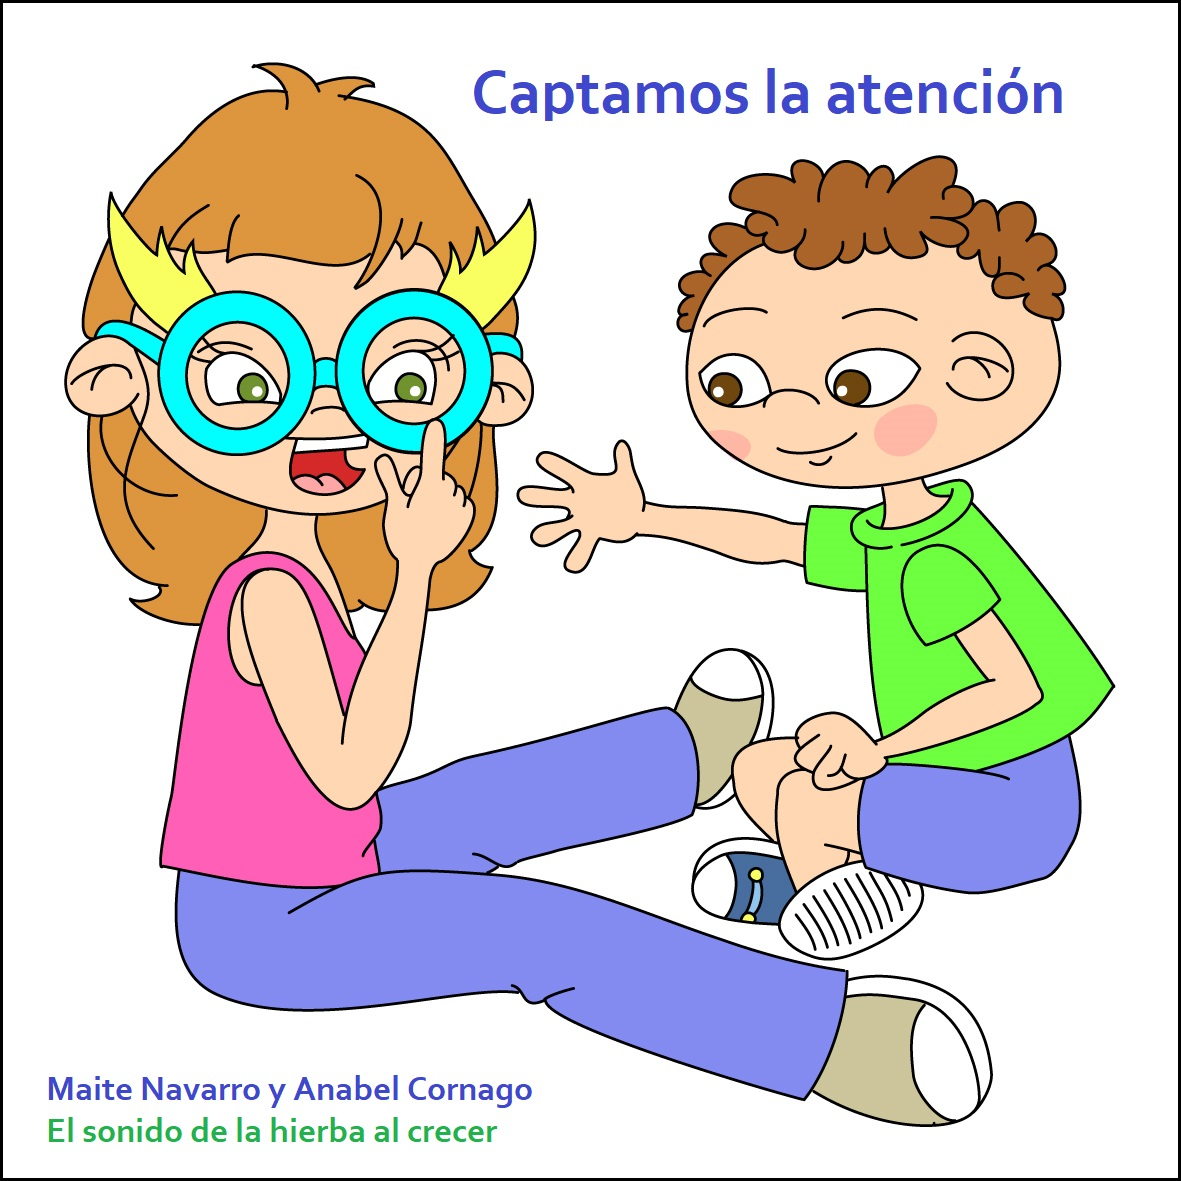 Captamos la atención
Maite Navarro y Anabel Cornago
El sonido de la hierba al crecer